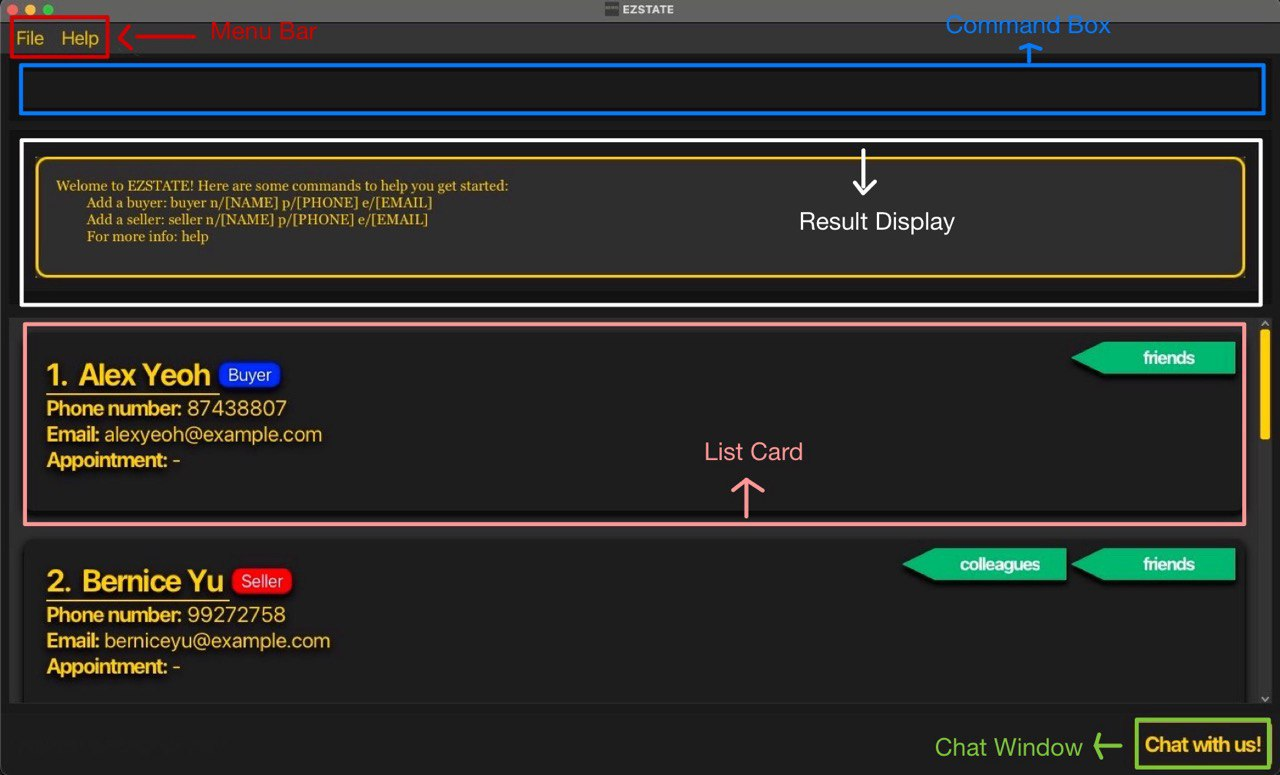 EZSTATE
File Help Menu Bar
Command Box
Welome to EZSTATE! Here are some commands to help you get started:
Add a buyer: buyer n/[NAME] p/[PHONE] e/[EMAIL]
Add a seller: seller n/[NAME] p/[PHONE] e/[EMAIL]
For more info: help
Result Display
1. Alex Yeoh Buyer
friends
Phone number: 87438807
Email: alexyeoh@example.com
Appointment: -
List Card
2. Bernice Yu Seller
colleagues friends
Phone number: 99272758
Email: berniceyu@example.com
Appointment: -
Chat Window
Chat with us!